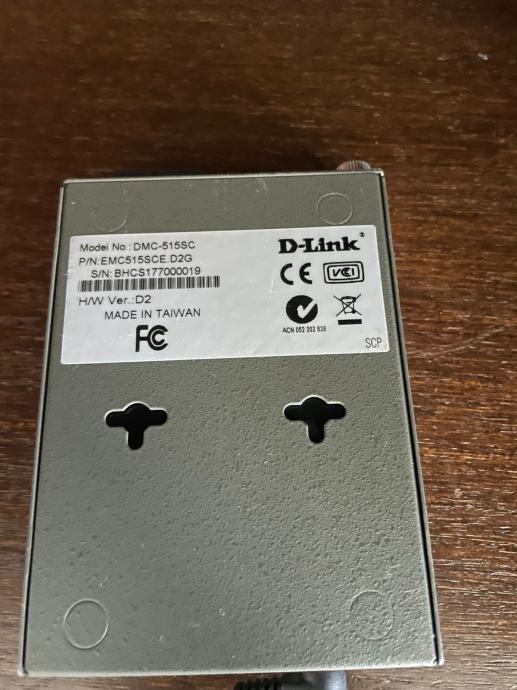 Model No.:DMC-515SC
P/N:EMC515SCE.D2G
S/N:BHCS177000019
H/W Ver.:D2
MADE IN TAIWAN
FC
D-Link
CE VCI
ACN 052 202 838
SCP